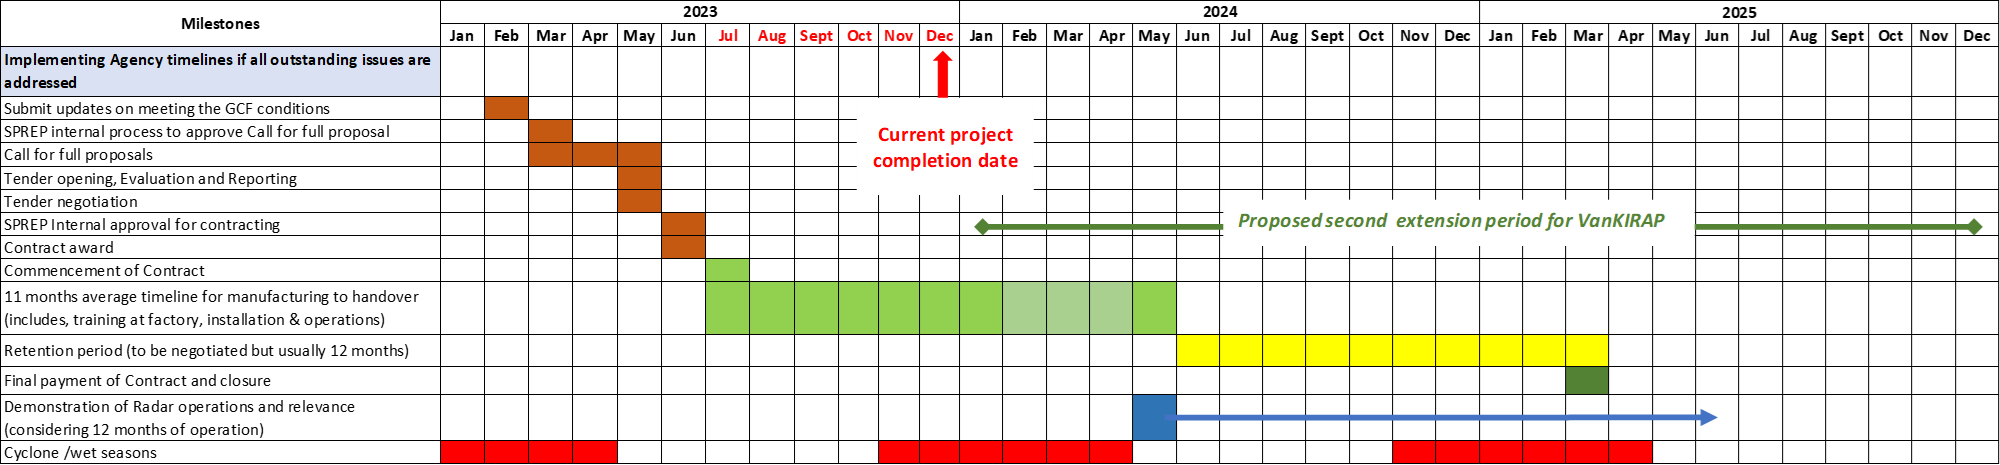 Milestones
2023
2024
2025
Jan Feb Mar Apr May Jun Jul Aug Sept Oct Nov Dec Jan Feb Mar Apr May Jun Jul Aug Sept Oct Nov Dec Jan Feb Mar Apr May Jun Jul Aug Sept Oct Nov Dec
Implementing Agency timelines if all outstanding issues are
addressed
Submit updates on meeting the GCF conditions
SPREP internal process to approve Call for full proposal
Call for full proposals
Current project
completion date
Tender opening, Evaluation and Reporting
Tender negotiation
SPREP Internal approval for contracting
Proposed second extension period for VanKIRAP
Contract award
Commencement of Contract
11 months average timeline for manufacturing to handover
(includes, training at factory, installation & operations)
Retention period (to be negotiated but usually 12 months)
Final payment of Contract and closure
Demonstration of Radar operations and relevance
(considering 12 months of operation)
Cyclone /wet seasons